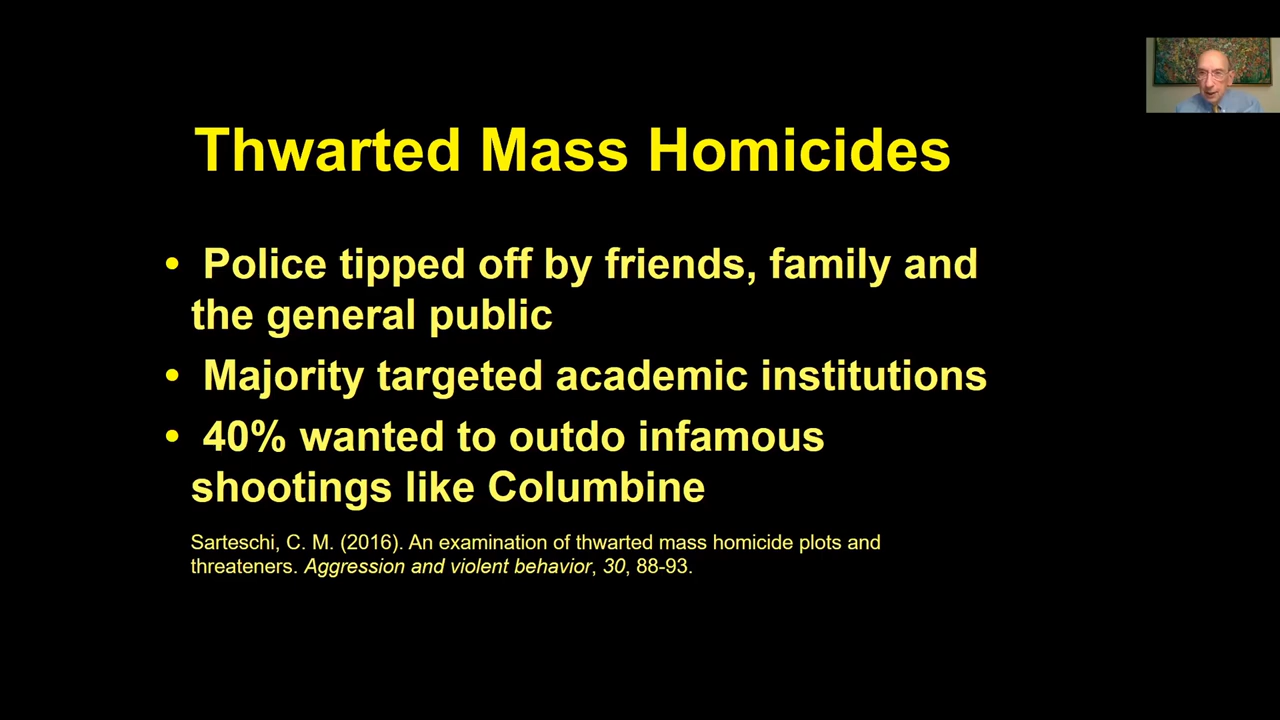 Thwarted Mass Homicides
• Police tipped off by friends, family and
the general public
• Majority targeted academic institutions
• 40% wanted to outdo infamous
shootings like Columbine
Sarteschi, C. M. (2016). An examination of thwarted mass homicide plots and
threateners. Aggression and violent behavior, 30, 88-93.